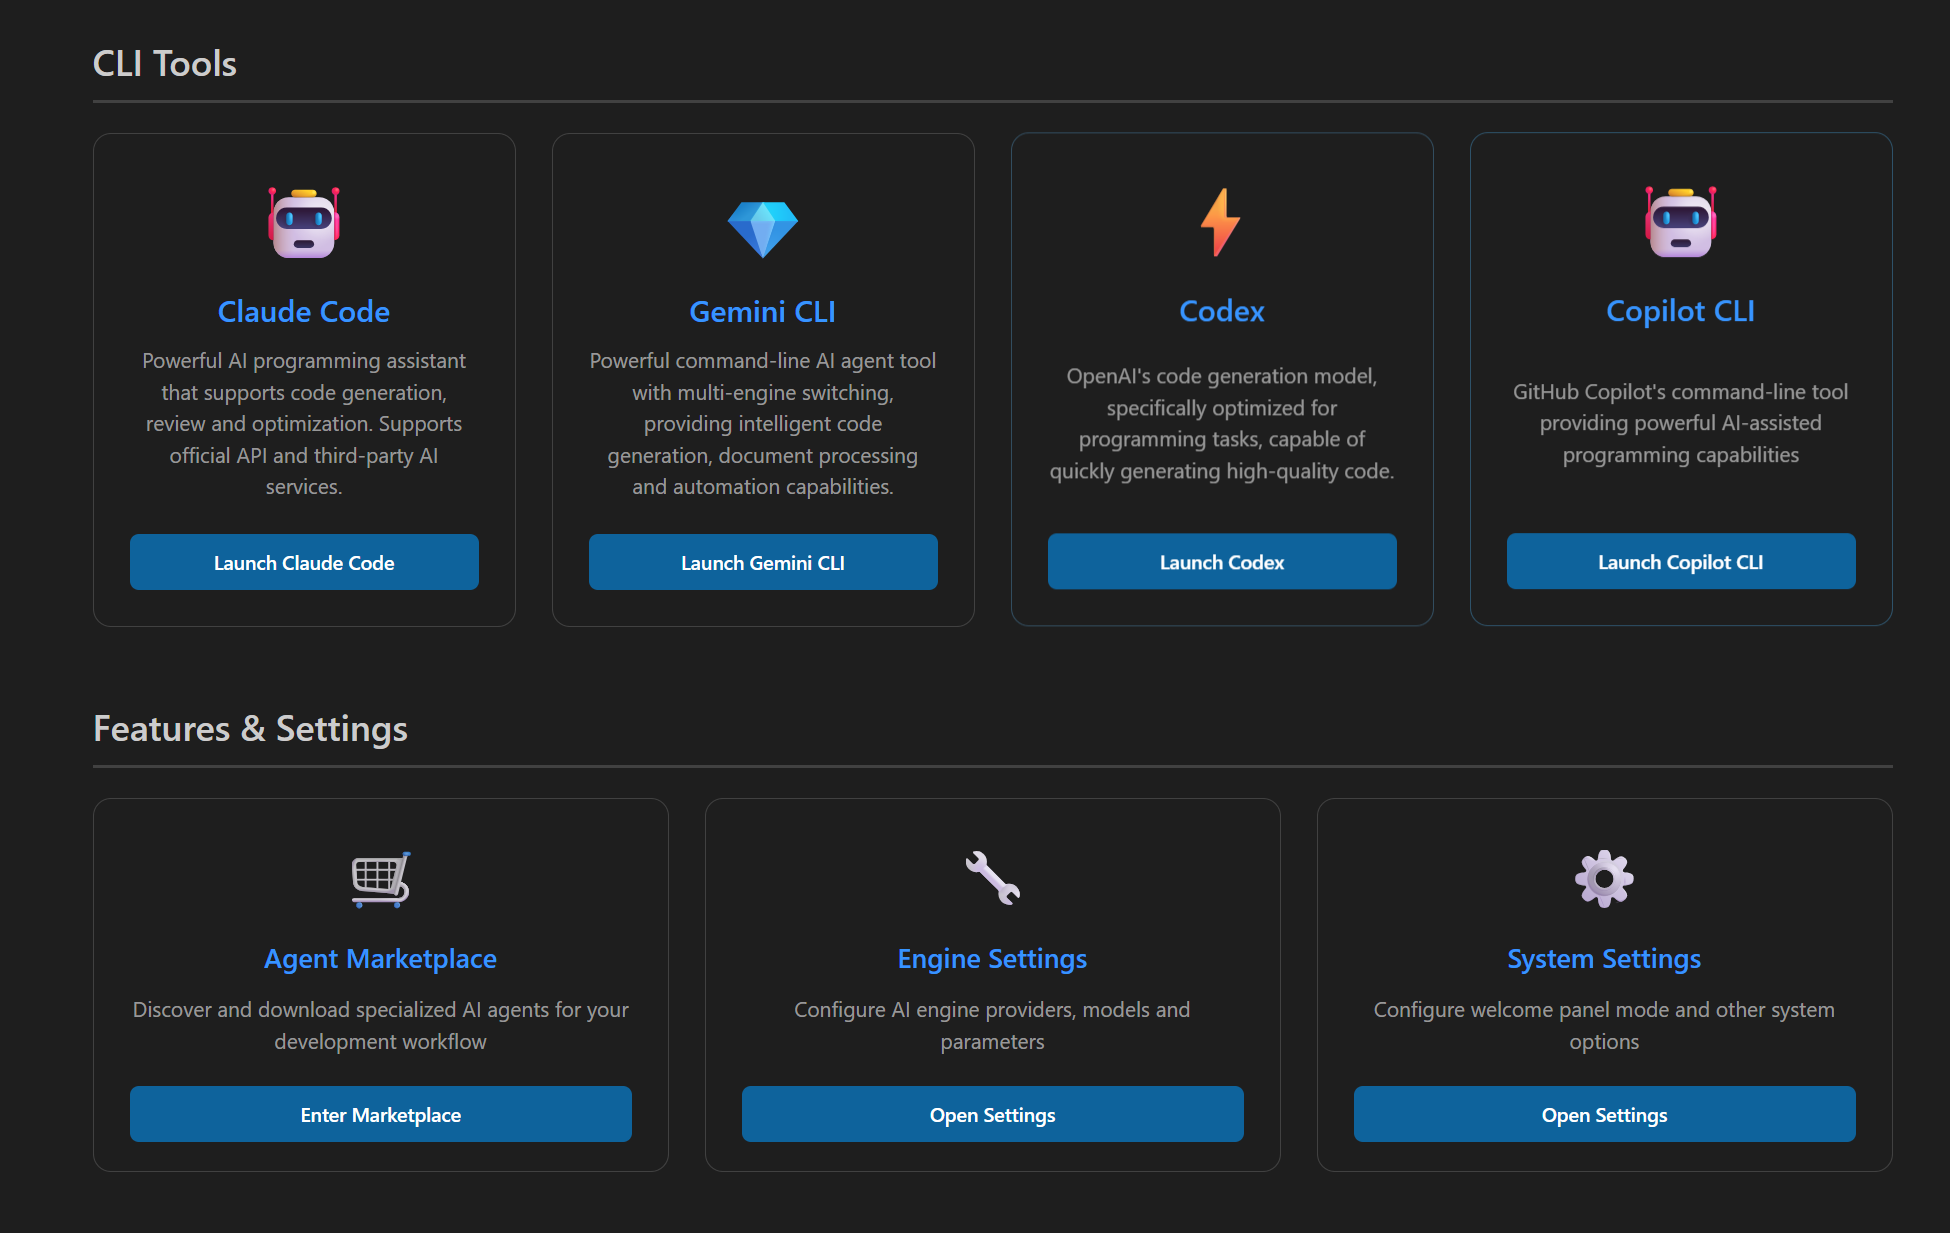 CLI Tools
Claude Code
Powerful AI programming assistant
that supports code generation,
review and optimization. Supports
official API and third-party AI
services.
Launch Claude Code
Gemini CLI
Powerful command-line AI agent tool
with multi-engine switching,
providing intelligent code
generation, document processing
and automation capabilities.
Launch Gemini CLI
Codex
OpenAI's code generation model,
specifically optimized for
programming tasks, capable of
quickly generating high-quality code.
Launch Codex
Copilot CLI
GitHub Copilot's command-line tool
providing powerful AI-assisted
programming capabilities
Launch Copilot CLI
Features & Settings
Agent Marketplace
Discover and download specialized AI agents for your
development workflow
Enter Marketplace
Engine Settings
Configure AI engine providers, models and
parameters
Open Settings
System Settings
Configure welcome panel mode and other system
options
Open Settings